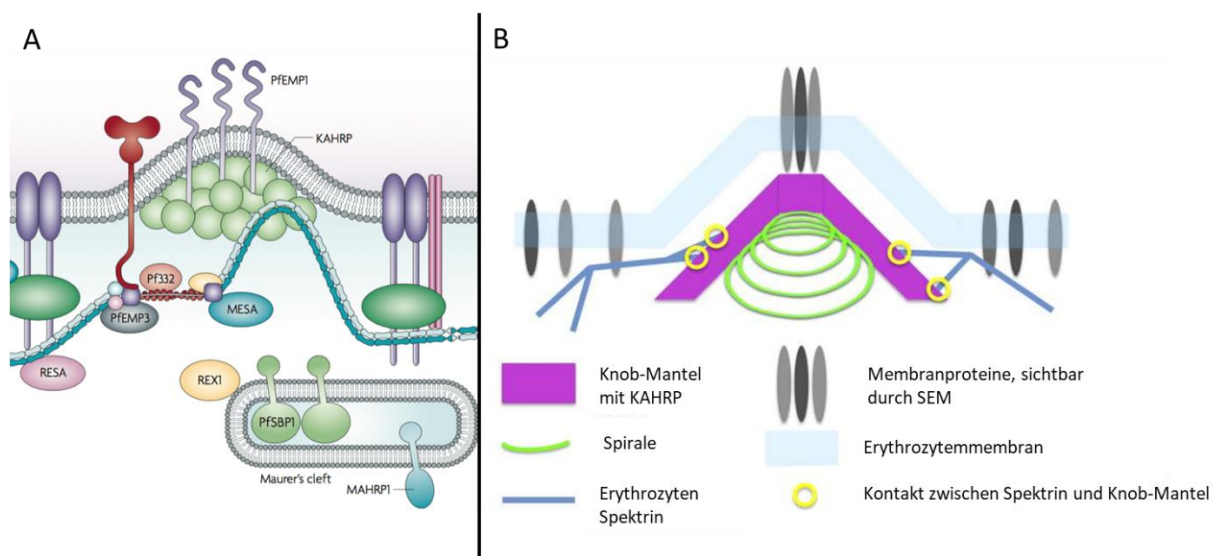 A
PfEMP1
KAHRP
Pf332
PfEMP3
MESA
RESA
REX1
PfSBP1
Maurer's cleft
MAHRP1
B
Knob-Mantel
mit KAHRP
Spirale
Erythrozyten
Spektrin
Membranproteine, sichtbar
durch SEM
Erythrozytemmembran
Kontakt zwischen Spektrin und Knob-Mantel